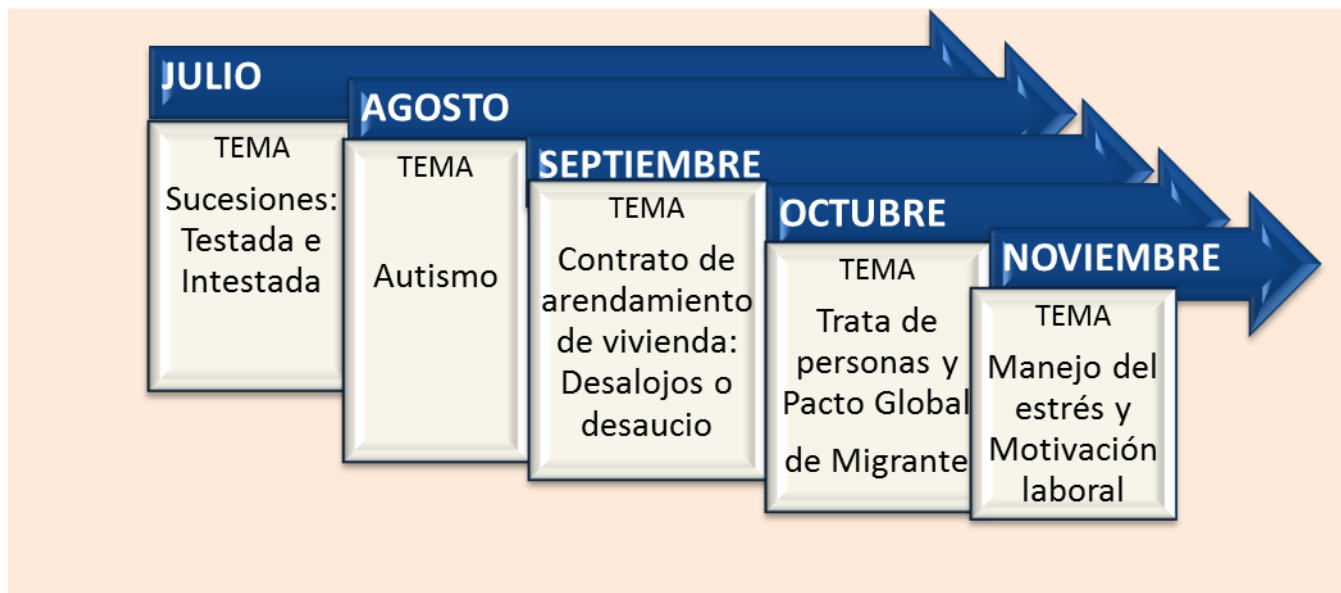 JULIO
TEMA
Sucesiones:
Testada e
Intestada
AGOSTO
TEMA
Autismo
SEPTIEMBRE
TEMA
Contrato de
arendamiento
de vivienda:
Desalojos o
desaucio
OCTUBRE
TEMA
Trata de
personas y
Pacto Global
de Migrante
NOVIEMBRE
TEMA
Manejo del
estrés y
Motivación
laboral